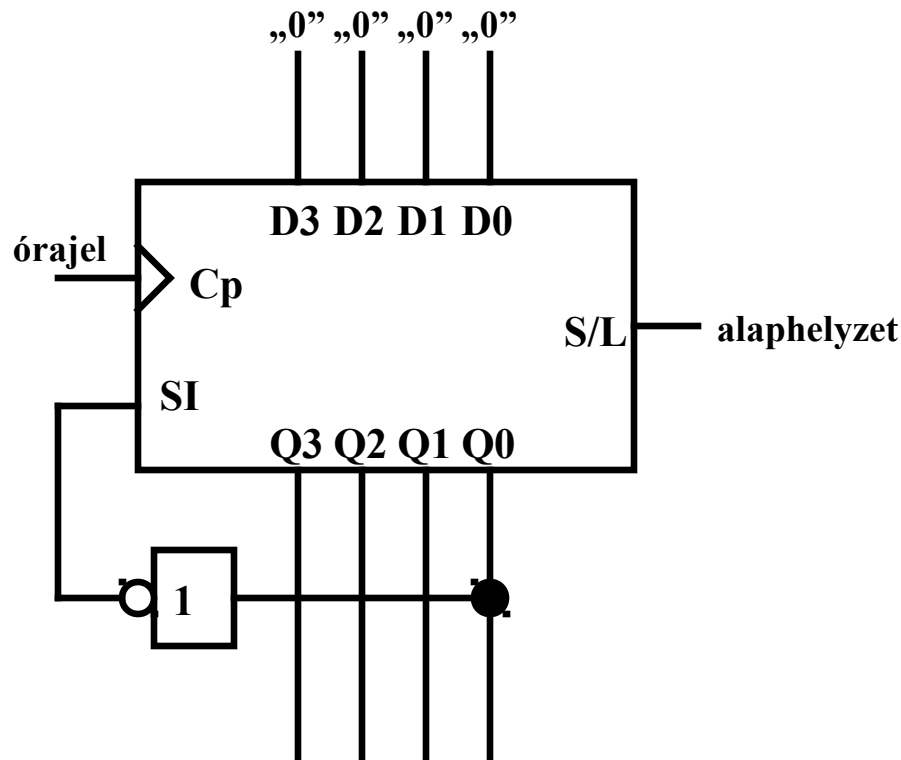 „0” „0” „0” „0”
D3 D2 D1 D0
órajel
Cp
S/L
alaphelyzet
SI
Q3 Q2 Q1 Q0
1